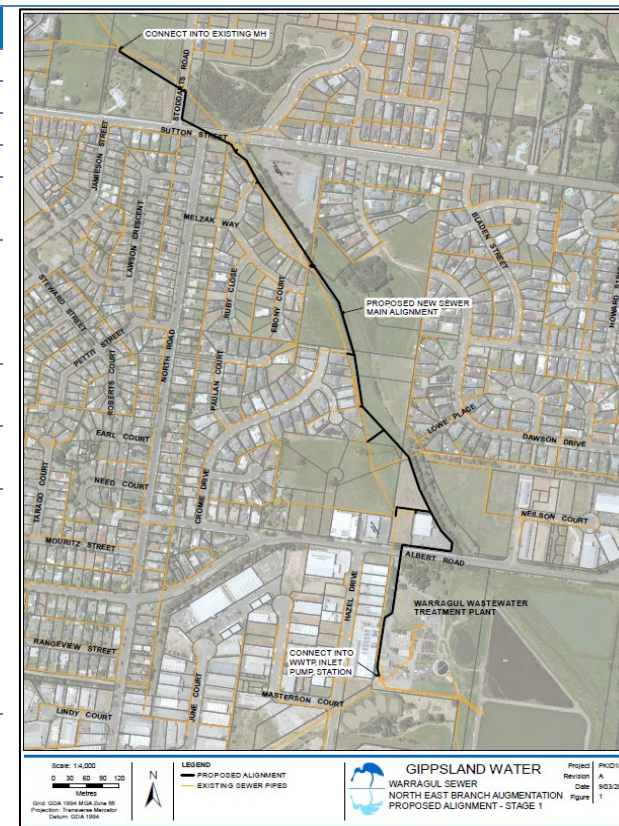 CONNECT INTO EXISTING MH
STODDARTS ROAD
SUTTON STREET
JAMIESON STREET
LAWSON CRESCENT
MELZAK WAY
BLADEN STREET
HOWARD
STEWARD STREET
PETTIT STREET
RUBY CLOSE
EBONY COURT
PROPOSED NEW SEWER
MAIN ALIGNMENT
NORTH ROAD
ROBERTS COURT
PAULAN COURT
EARL COURT
LOWE PLACE
DAWSON DRIVE
TARAGO COURT
NEED COURT
CROMIE DRIVE
NEILSON COURT
MOURITZ STREET
ALBERT ROAD
HAZEL DRIVE
WARRAGUL WASTEWATER
TREATMENT PLANT
RANGEVIEW STREET
CONNECT INTO
WWTP INLET
PUMP STATION
LINDY COURT
JUNE COURT
MASTERSON COURT
Scale: 1:4,000
0 30 60 90 120
Metres
Grid: GDA 1994 MGA Zone 55
Projection: Transverse Mercator
Datum: GDA 1994
N
LEGEND
PROPOSED ALIGNMENT
EXISTING SEWER PIPES
GIPPSLAND WATER
WARRAGUL SEWER
NORTH EAST BRANCH AUGMENTATION
PROPOSED ALIGNMENT - STAGE 1
Project
Revision A
Date
Figure 1